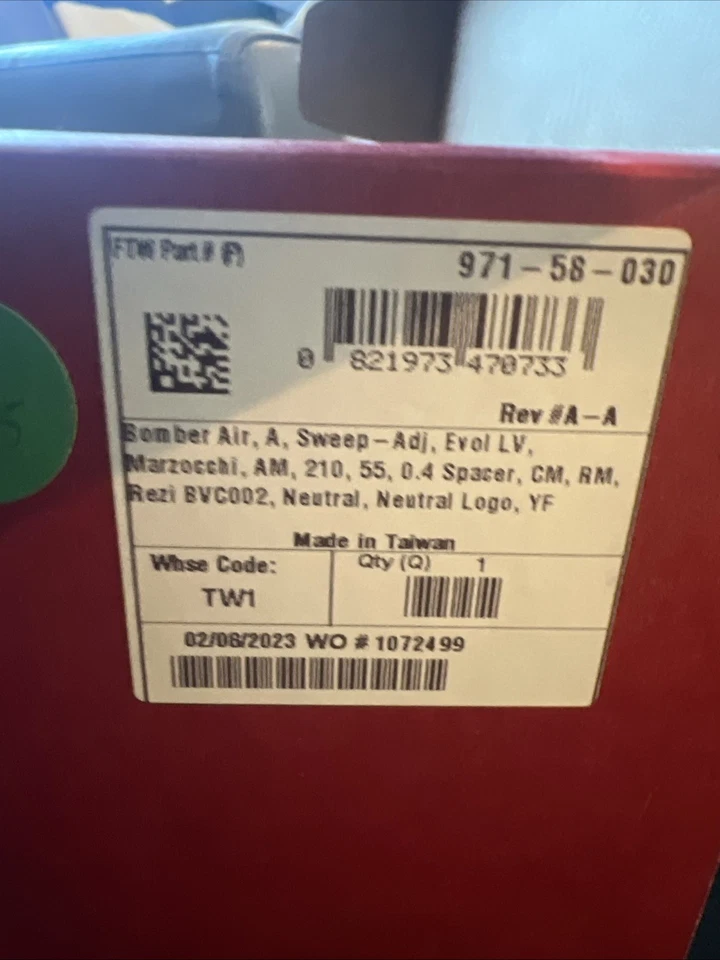 FTW Part # (P)
971-58-030
0 821973 470733
Rev #A-A
Bomber Air, A, Sweep-Adj, Evol LV,
Marzocchi, AM, 210, 55, 0.4 Spacer, CM, RM,
Rezi BVC002, Neutral, Neutral Logo, YF
Made in Taiwan
Whse Code:
TW1
Qty (Q) 1
02/08/2023 WO # 1072499